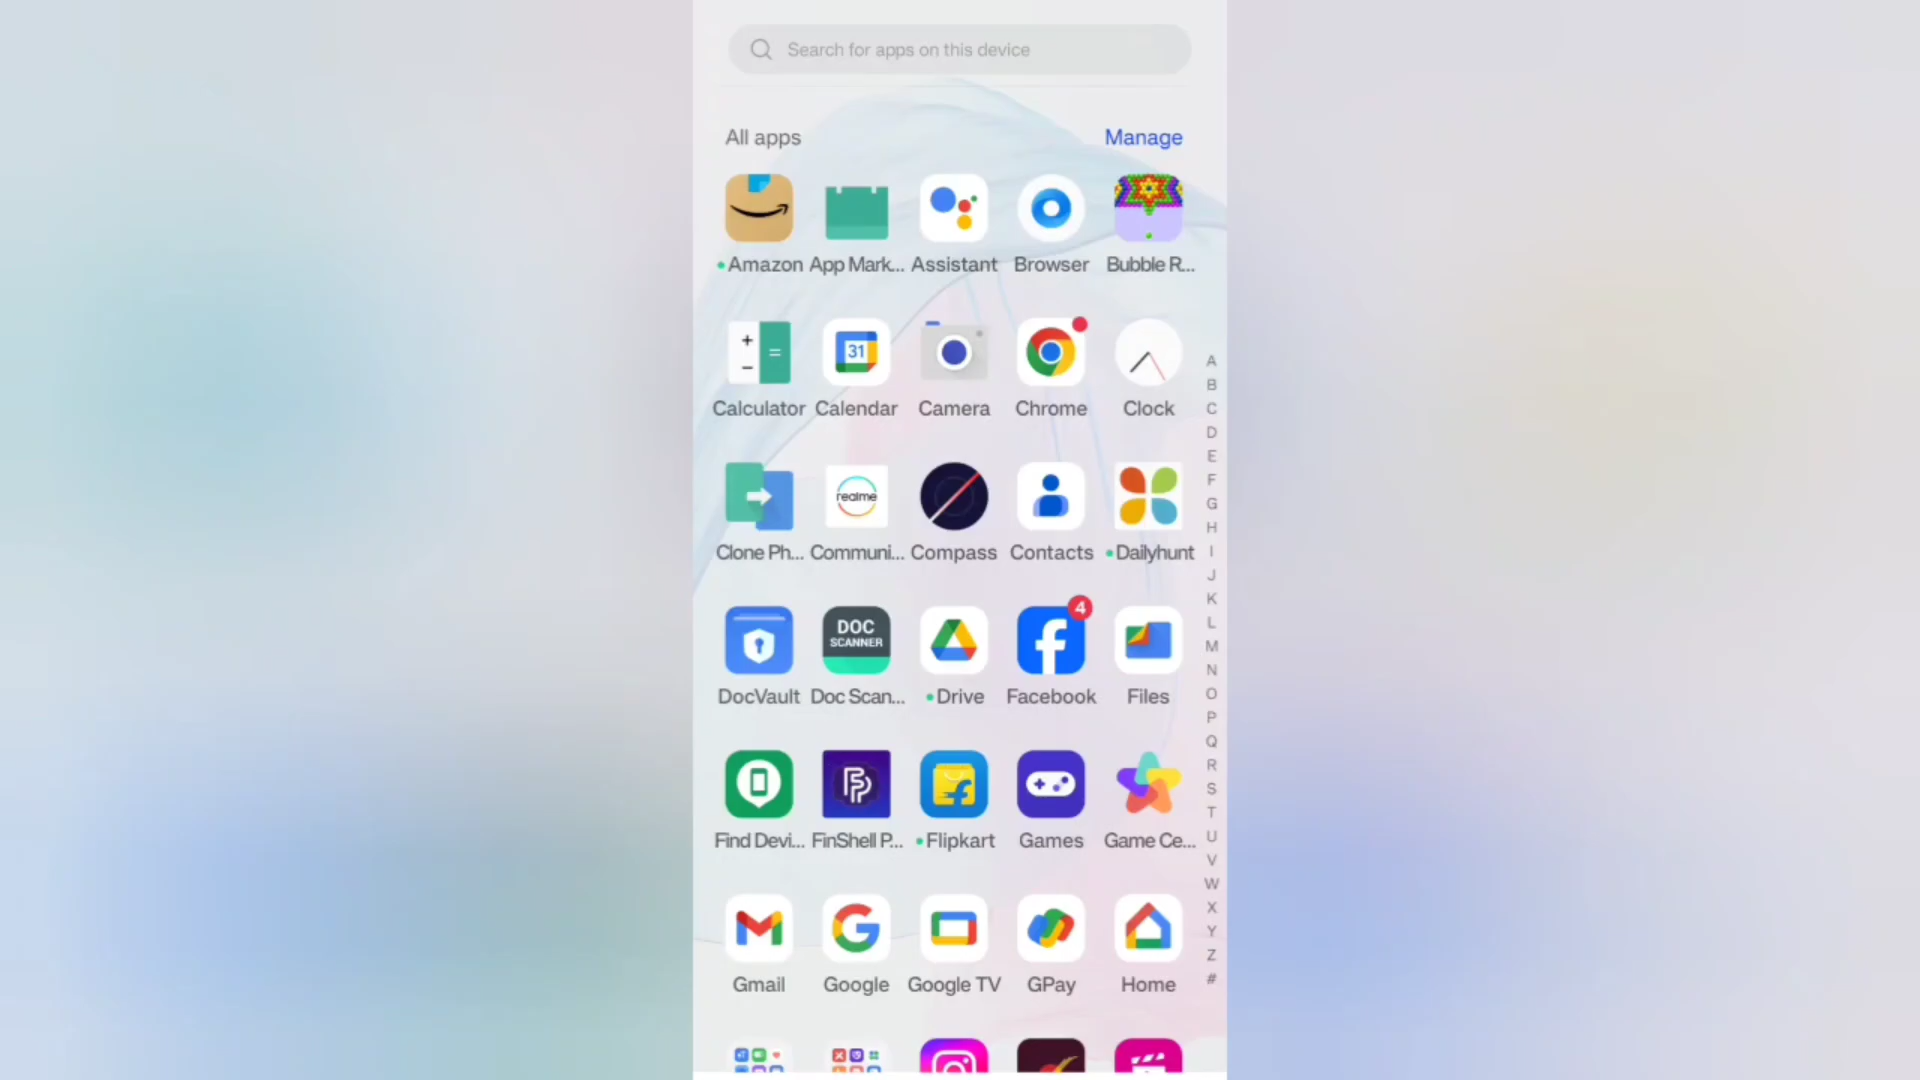 Search for apps on this device
All apps Manage
Amazon App Mark... Assistant Browser Bubble R...
31
Calculator Calendar Camera Chrome Clock
realme
Clone Ph... Communi... Compass Contacts Dailyhunt
DOC
SCANNER
4
DocVault Doc Scan... Drive Facebook Files
Find Devi... FinShell P... Flipkart Games Game Ce...
Gmail Google Google TV GPay Home
A
B
C
D
E
F
G
H
I
J
K
L
M
N
O
P
Q
R
S
T
U
V
W
X
Y
Z
#